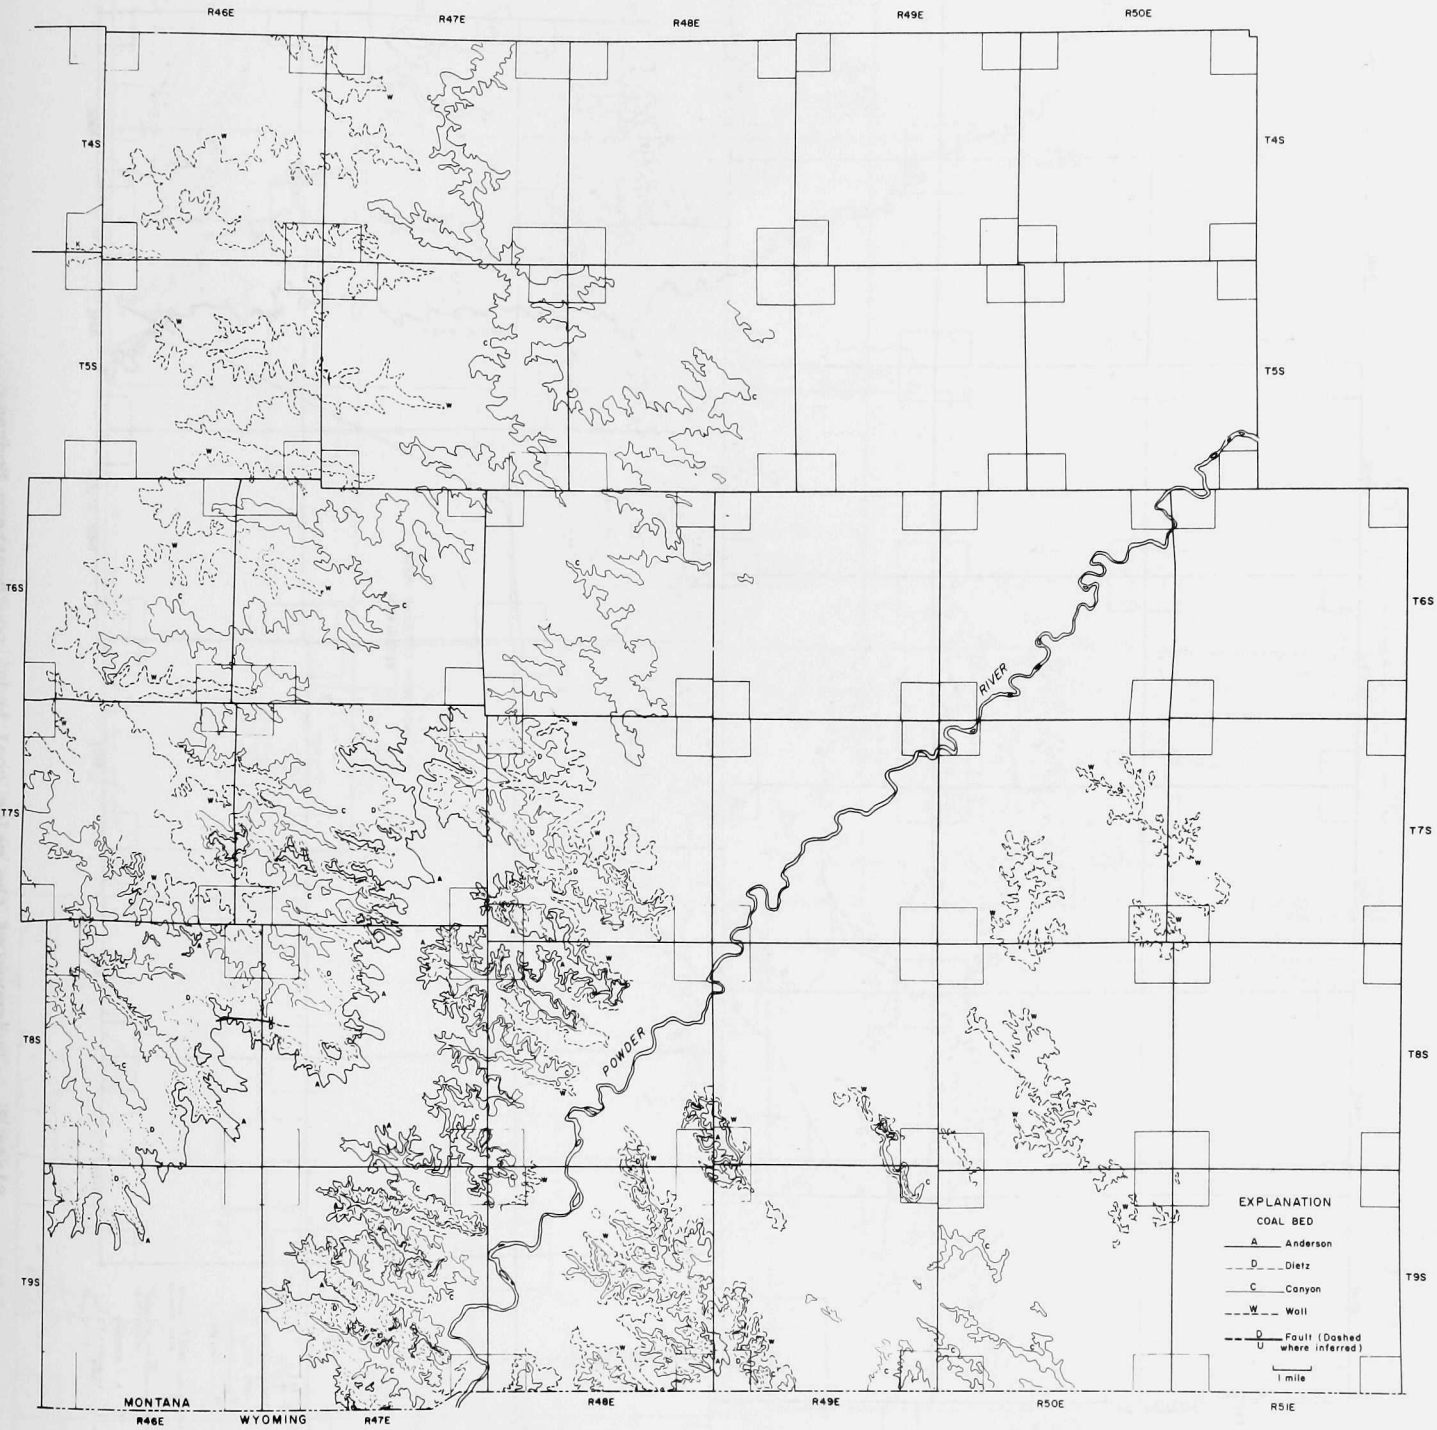 R46E R47E R48E R49E R50E
T4S T4S
T5S T5S
T6S T6S
RIVER
T7S T7S
T8S T8S
POWDER
T9S T9S
EXPLANATION
COAL BED
A Anderson
D Dietz
C Canyon
W Wall
D Fault (Dashed
U where inferred)
1 mile
MONTANA
WYOMING
R46E R47E R48E R49E R50E R51E